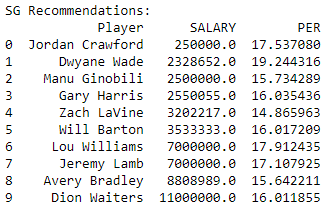 SG Recommendations:
Player SALARY PER
0 Jordan Crawford 250000.0 17.537080
1 Dwyane Wade 2328652.0 19.244316
2 Manu Ginobili 2500000.0 15.734289
3 Gary Harris 2550055.0 16.035436
4 Zach LaVine 3202217.0 14.865963
5 Will Barton 3533333.0 16.017209
6 Lou Williams 7000000.0 17.912435
7 Jeremy Lamb 7000000.0 17.107925
8 Avery Bradley 8808989.0 15.642211
9 Dion Waiters 11000000.0 16.011855